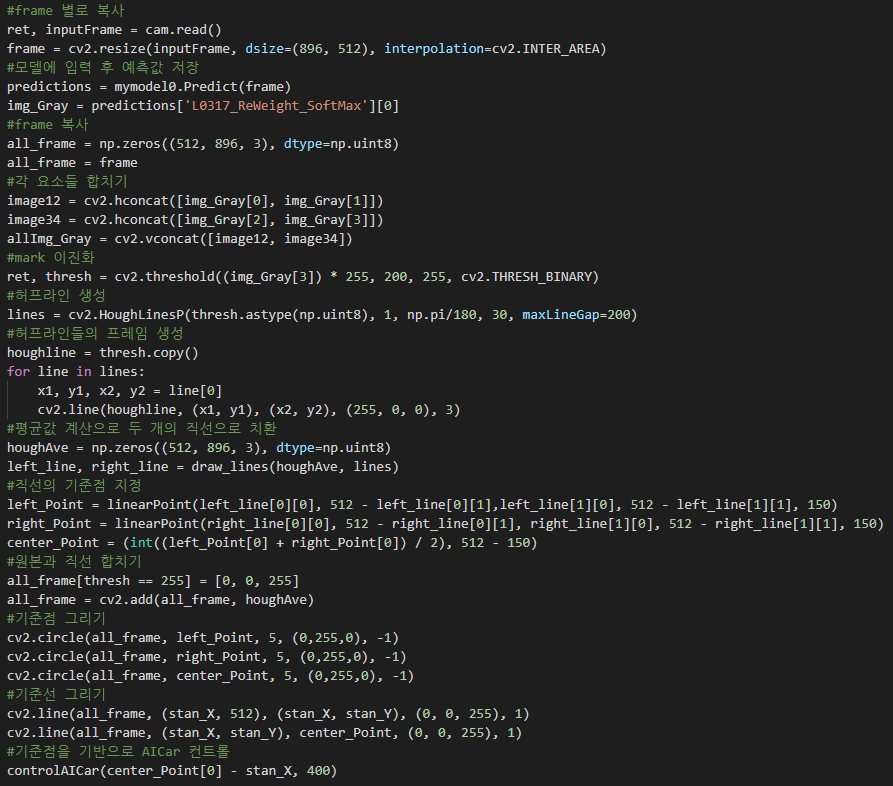 #frame 별로 복사
ret, inputFrame = cam.read()
frame = cv2.resize(inputFrame, dsize=(896, 512), interpolation=cv2.INTER_AREA)
#모델에 입력 후 예측값 저장
predictions = mymodel0.Predict(frame)
img_Gray = predictions['L0317_ReWeight_SoftMax'][0]
#frame 복사
all_frame = np.zeros((512, 896, 3), dtype=np.uint8)
all_frame = frame
#각 요소들 합치기
image12 = cv2.hconcat([img_Gray[0], img_Gray[1]])
image34 = cv2.hconcat([img_Gray[2], img_Gray[3]])
allImg_Gray = cv2.vconcat([image12, image34])
#mark 이진화
ret, thresh = cv2.threshold((img_Gray[3]) * 255, 200, 255, cv2.THRESH_BINARY)
#허프라인 생성
lines = cv2.HoughLinesP(thresh.astype(np.uint8), 1, np.pi/180, 30, maxLineGap=200)
#허프라인들의 프레임 생성
houghline = thresh.copy()
for line in lines:
    x1, y1, x2, y2 = line[0]
    cv2.line(houghline, (x1, y1), (x2, y2), (255, 0, 0), 3)
#평균값 계산으로 두 개의 직선으로 치환
houghAve = np.zeros((512, 896, 3), dtype=np.uint8)
left_line, right_line = draw_lines(houghAve, lines)
#직선의 기준점 지정
left_Point = linearPoint(left_line[0][0], 512 - left_line[0][1],left_line[1][0], 512 - left_line[1][1], 150)
right_Point = linearPoint(right_line[0][0], 512 - right_line[0][1], right_line[1][0], 512 - right_line[1][1], 150)
center_Point = (int((left_Point[0] + right_Point[0]) / 2), 512 - 150)
#원본과 직선 합치기
all_frame[thresh == 255] = [0, 0, 255]
all_frame = cv2.add(all_frame, houghAve)
#기준점 그리기
cv2.circle(all_frame, left_Point, 5, (0,255,0), -1)
cv2.circle(all_frame, right_Point, 5, (0,255,0), -1)
cv2.circle(all_frame, center_Point, 5, (0,255,0), -1)
#기준선 그리기
cv2.line(all_frame, (stan_X, 512), (stan_X, stan_Y), (0, 0, 255), 1)
cv2.line(all_frame, (stan_X, stan_Y), center_Point, (0, 0, 255), 1)
#기준점을 기반으로 AICar 컨트롤
controlAICar(center_Point[0] - stan_X, 400)